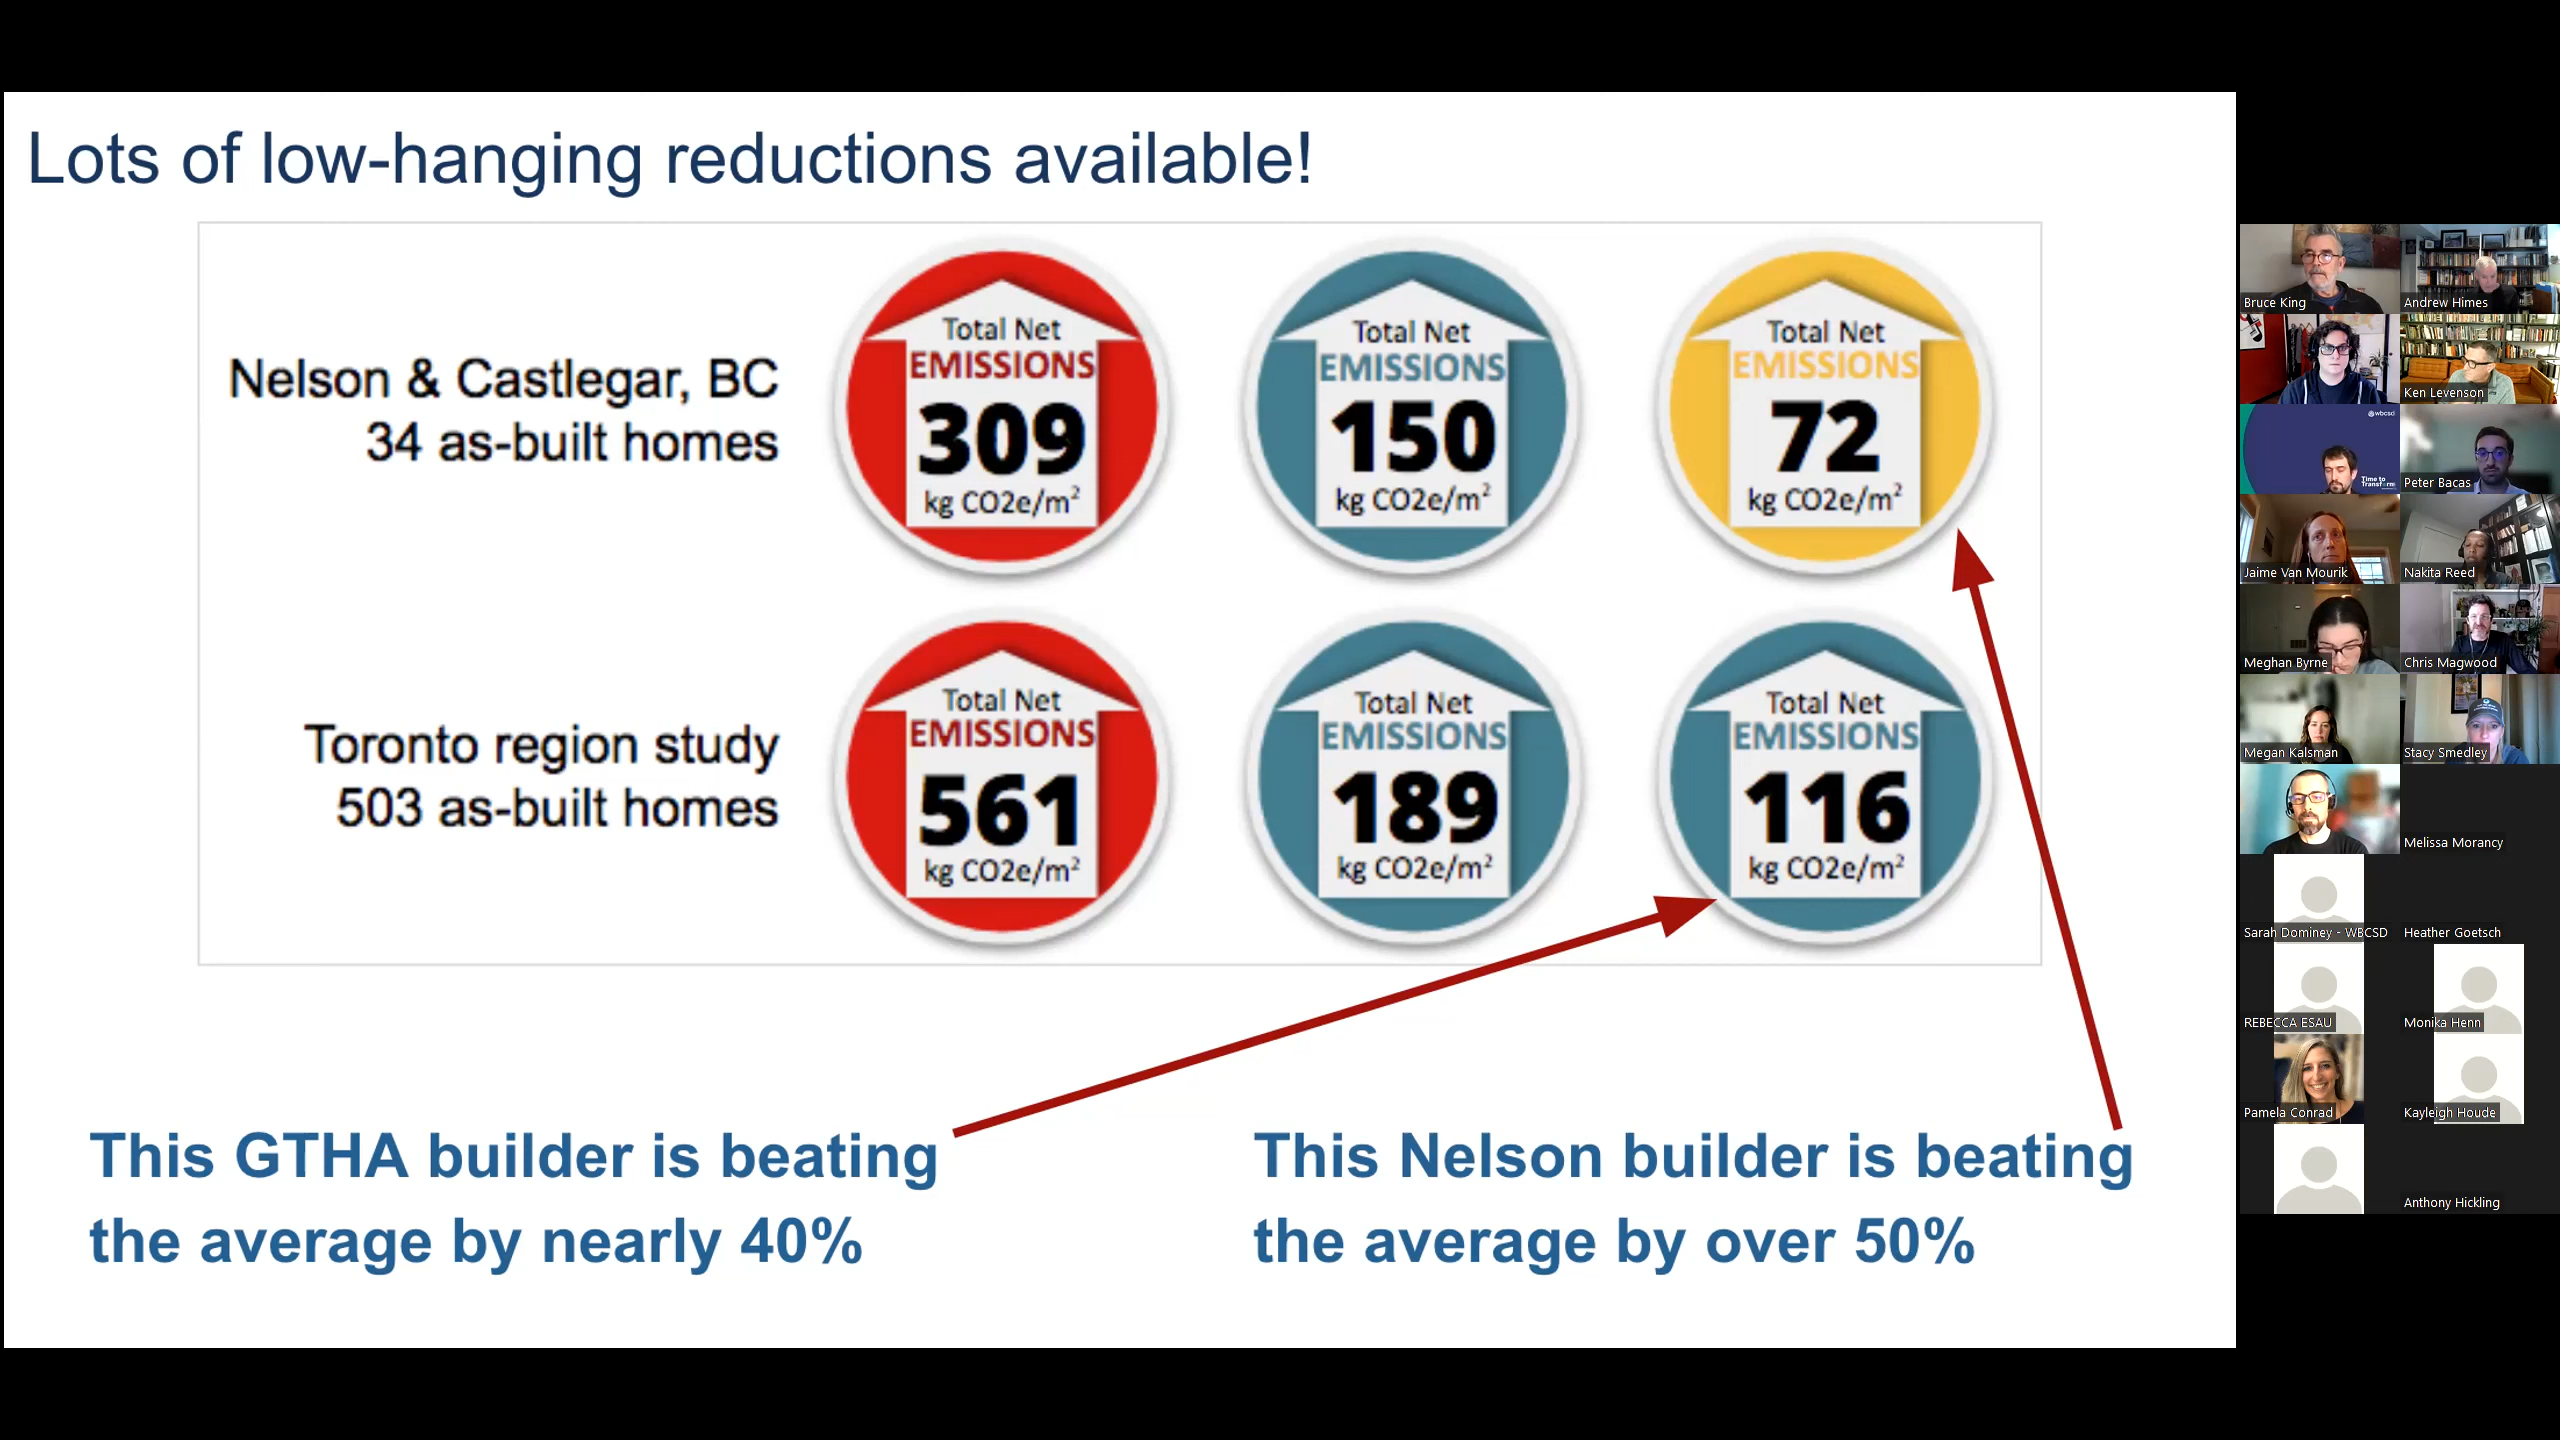 Lots of low-hanging reductions available!
Nelson & Castlegar, BC
34 as-built homes
Total Net
EMISSIONS
309
kg CO2e/m²
Total Net
EMISSIONS
150
kg CO2e/m²
Total Net
EMISSIONS
72
kg CO2e/m²
Toronto region study
503 as-built homes
Total Net
EMISSIONS
561
kg CO2e/m²
Total Net
EMISSIONS
189
kg CO2e/m²
Total Net
EMISSIONS
116
kg CO2e/m²
This GTHA builder is beating
the average by nearly 40%
This Nelson builder is beating
the average by over 50%
Bruce King
Andrew Himes
Ken Levenson
wbcsd
Time to
Transform
Peter Bacas
Jaime Van Mourik
Nakita Reed
Meghan Byrne
Chris Magwood
Megan Kalsman
Stacy Smedley
Melissa Morancy
Sarah Dominey - WBCSD
Heather Goetsch
REBECCA ESAU
Monika Henn
Pamela Conrad
Kayleigh Houde
Anthony Hickling